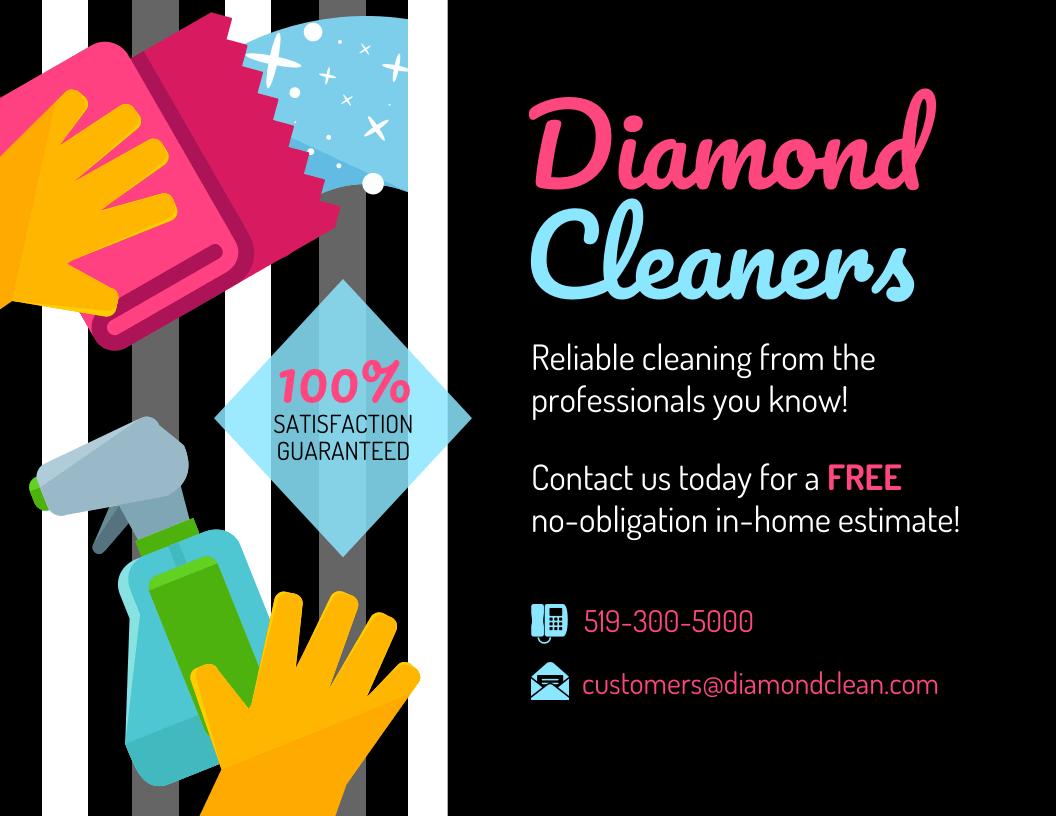 Diamond
Cleaners
Reliable cleaning from the
professionals you know!
Contact us today for a FREE
no-obligation in-home estimate!
519-300-5000
customers@diamondclean.com
100%
SATISFACTION
GUARANTEED